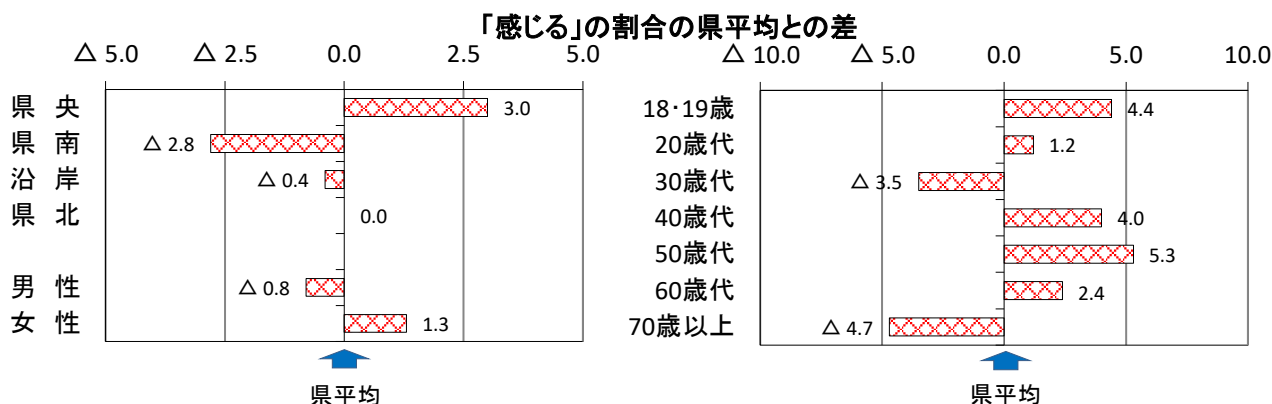 「感じる」の割合の県平均との差
△ 5.0 △ 2.5 0.0 2.5 5.0
県 央 3.0
県 南 △ 2.8
沿 岸 △ 0.4
県 北 0.0
男 性 △ 0.8
女 性 1.3
県平均
△ 10.0 △ 5.0 0.0 5.0 10.0
18･19歳 4.4
20歳代 1.2
30歳代 △ 3.5
40歳代 4.0
50歳代 5.3
60歳代 2.4
70歳以上 △ 4.7
県平均